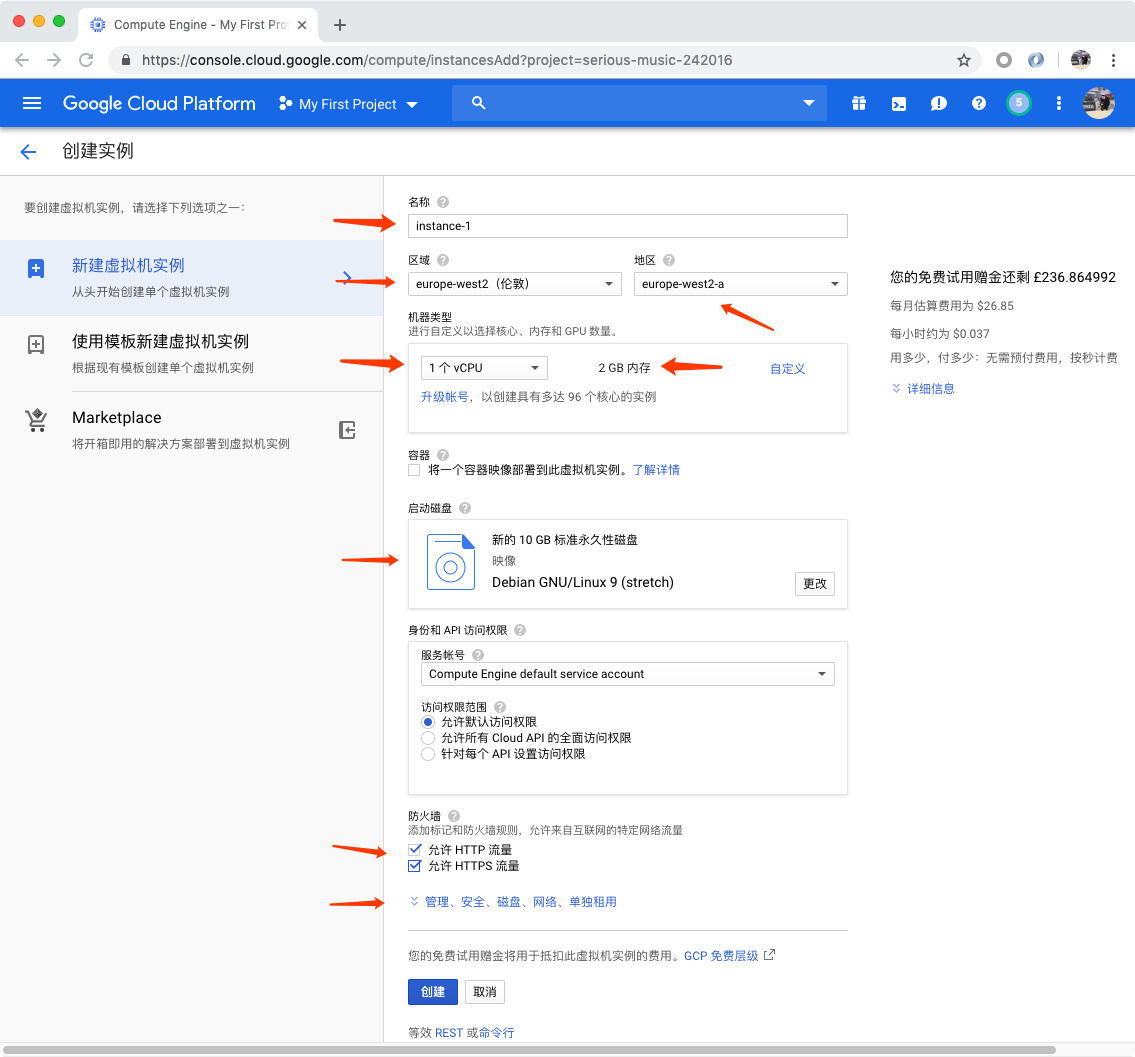 Compute Engine - My First Pro
https://console.cloud.google.com/compute/instancesAdd?project=serious-music-242016
Google Cloud Platform
My First Project
5
创建实例
要创建虚拟机实例，请选择下列选项之一：
新建虚拟机实例
从头开始创建单个虚拟机实例
使用模板新建虚拟机实例
根据现有模板创建单个虚拟机实例
Marketplace
将开箱即用的解决方案部署到虚拟机实例
名称
instance-1
区域
地区
europe-west2（伦敦）
europe-west2-a
机器类型
进行自定义以选择核心、内存和 GPU 数量。
1 个 vCPU
2 GB 内存
自定义
升级帐号，以创建具有多达 96 个核心的实例
容器
将一个容器映像部署到此虚拟机实例。了解详情
启动磁盘
新的 10 GB 标准永久性磁盘
映像
Debian GNU/Linux 9 (stretch)
更改
身份和 API 访问权限
服务帐号
Compute Engine default service account
访问权限范围
允许默认访问权限
允许所有 Cloud API 的全面访问权限
针对每个 API 设置访问权限
防火墙
添加标记和防火墙规则，允许来自互联网的特定网络流量
允许 HTTP 流量
允许 HTTPS 流量
管理、安全、磁盘、网络、单独租用
您的免费试用赠金将用于抵扣此虚拟机实例的费用。GCP 免费层级
创建
取消
等效 REST 或命令行
您的免费试用赠金还剩 £236.864992
每月估算费用为 $26.85
每小时约为 $0.037
用多少，付多少：无需预付费用，按秒计费
详细信息